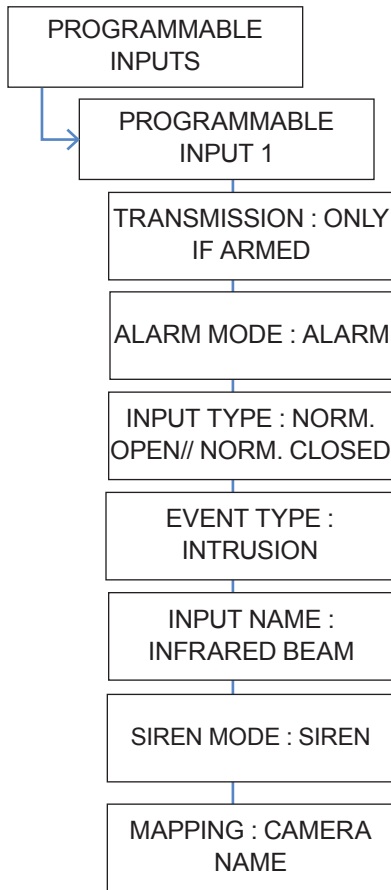 PROGRAMMABLE
INPUTS
PROGRAMMABLE
INPUT 1
TRANSMISSION : ONLY
IF ARMED
ALARM MODE : ALARM
INPUT TYPE : NORM.
OPEN// NORM. CLOSED
EVENT TYPE :
INTRUSION
INPUT NAME :
INFRARED BEAM
SIREN MODE : SIREN
MAPPING : CAMERA
NAME